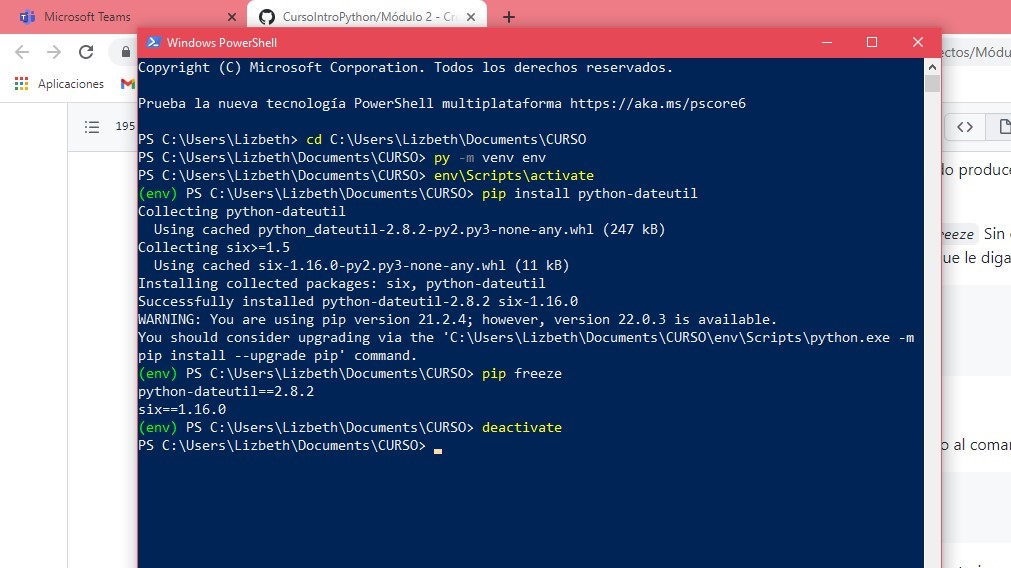 Microsoft Teams
CursoIntroPython/Módulo 2 - Cr
Windows PowerShell
ectos/Módu
Aplicaciones
195
Copyright (C) Microsoft Corporation. Todos los derechos reservados.
Prueba la nueva tecnología PowerShell multiplataforma https://aka.ms/pscore6
PS C:\Users\Lizbeth> cd C:\Users\Lizbeth\Documents\CURSO
PS C:\Users\Lizbeth\Documents\CURSO> py -m venv env
PS C:\Users\Lizbeth\Documents\CURSO> env\Scripts\activate
(env) PS C:\Users\Lizbeth\Documents\CURSO> pip install python-dateutil
Collecting python-dateutil
  Using cached python_dateutil-2.8.2-py2.py3-none-any.whl (247 kB)
Collecting six>=1.5
  Using cached six-1.16.0-py2.py3-none-any.whl (11 kB)
Installing collected packages: six, python-dateutil
Successfully installed python-dateutil-2.8.2 six-1.16.0
WARNING: You are using pip version 21.2.4; however, version 22.0.3 is available.
You should consider upgrading via the 'C:\Users\Lizbeth\Documents\CURSO\env\Scripts\python.exe -m
pip install --upgrade pip' command.
(env) PS C:\Users\Lizbeth\Documents\CURSO> pip freeze
python-dateutil==2.8.2
six==1.16.0
(env) PS C:\Users\Lizbeth\Documents\CURSO> deactivate
PS C:\Users\Lizbeth\Documents\CURSO>
do produce
reeze Sin
ue le diga
o al coma